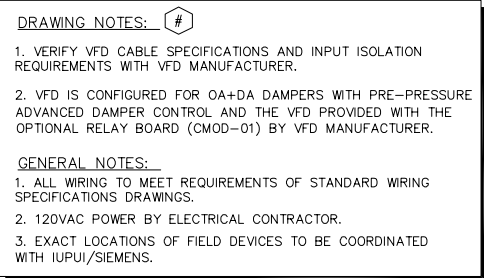 DRAWING NOTES: #
1. VERIFY VFD CABLE SPECIFICATIONS AND INPUT ISOLATION
REQUIREMENTS WITH VFD MANUFACTURER.
2. VFD IS CONFIGURED FOR OA+DA DAMPERS WITH PRE-PRESSURE
ADVANCED DAMPER CONTROL AND THE VFD PROVIDED WITH THE
OPTIONAL RELAY BOARD (CMOD-01) BY VFD MANUFACTURER.
GENERAL NOTES:
1. ALL WIRING TO MEET REQUIREMENTS OF STANDARD WIRING
SPECIFICATIONS DRAWINGS.
2. 120VAC POWER BY ELECTRICAL CONTRACTOR.
3. EXACT LOCATIONS OF FIELD DEVICES TO BE COORDINATED
WITH IUPUI/SIEMENS.